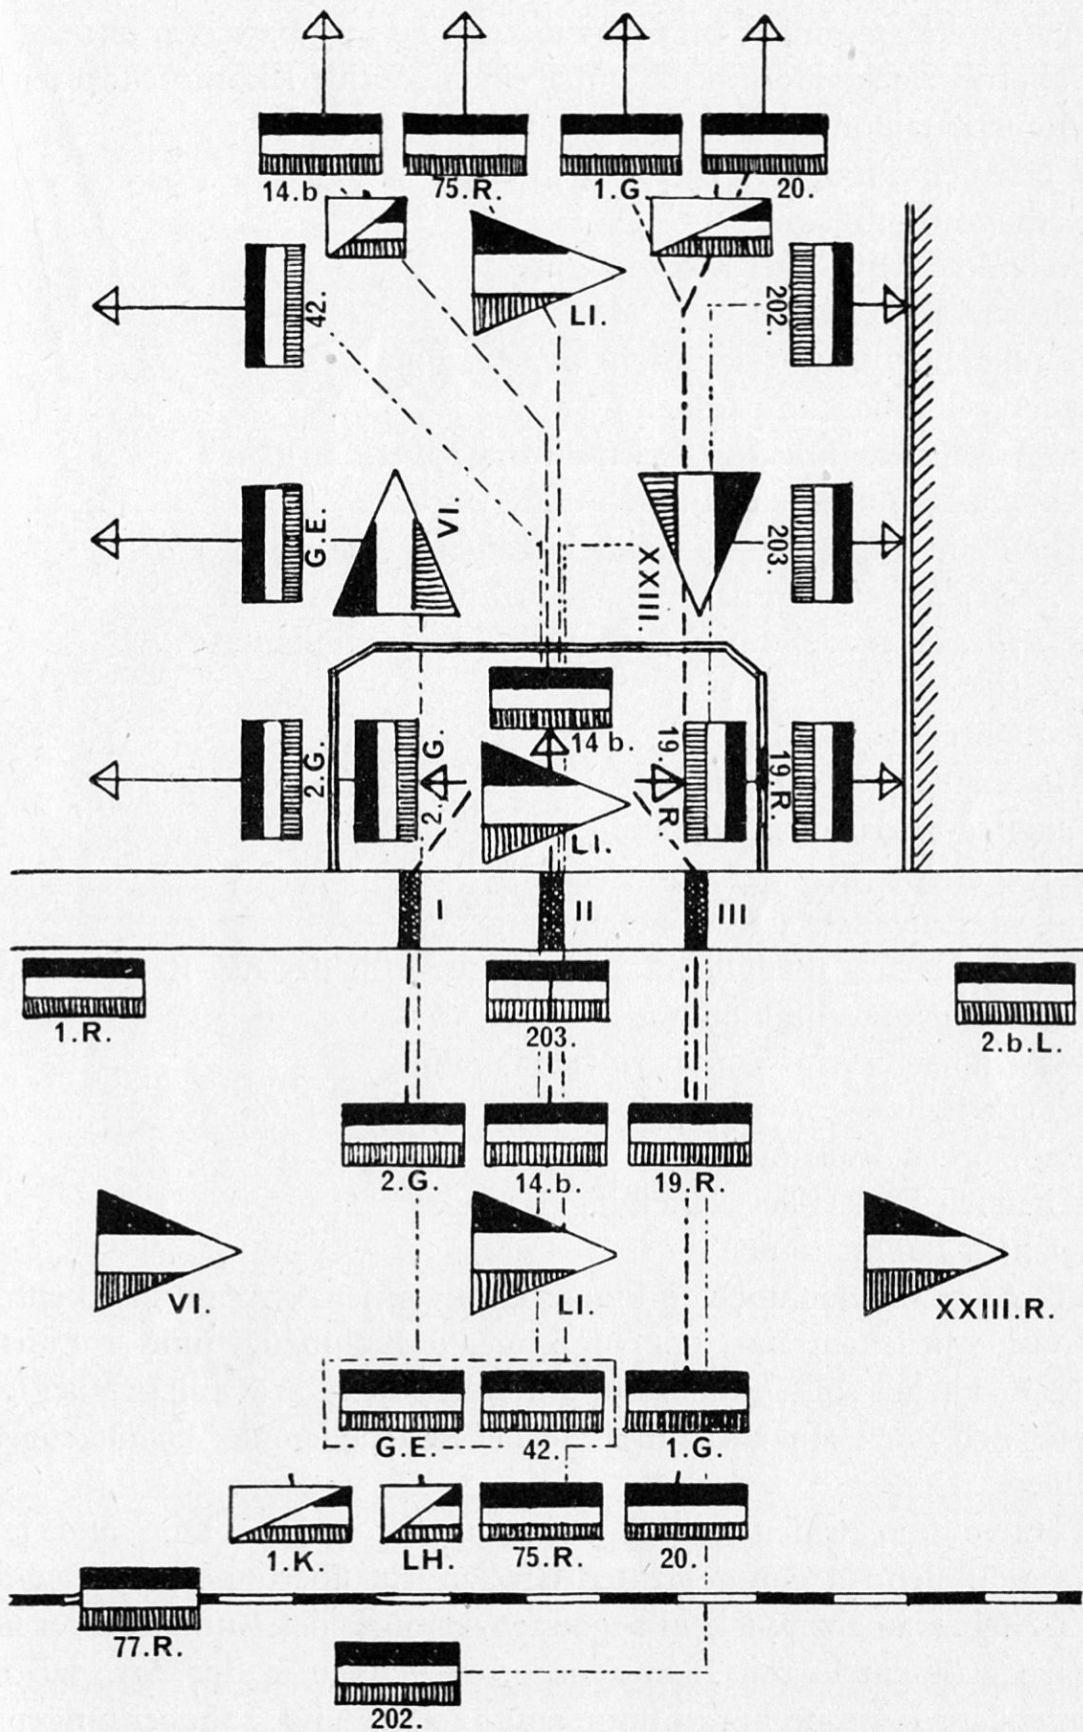 14.b
75.R.
1.G
20.
LI.
42.
202.
G.E.
VI.
XXIII.
203.
14 b.
2.G.
2. G.
19. R.
19.R.
LI.
I
II
III
1.R.
203.
2.b.L.
2.G.
14.b.
19.R.
VI.
LI.
XXIII.R.
G.E.
42.
1.G.
1.K.
LH.
75.R.
20.
77.R.
202.